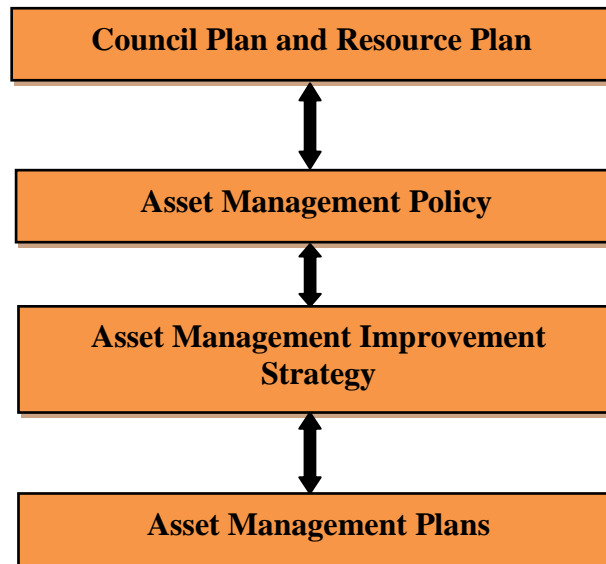 Council Plan and Resource Plan
Asset Management Policy
Asset Management Improvement
Strategy
Asset Management Plans